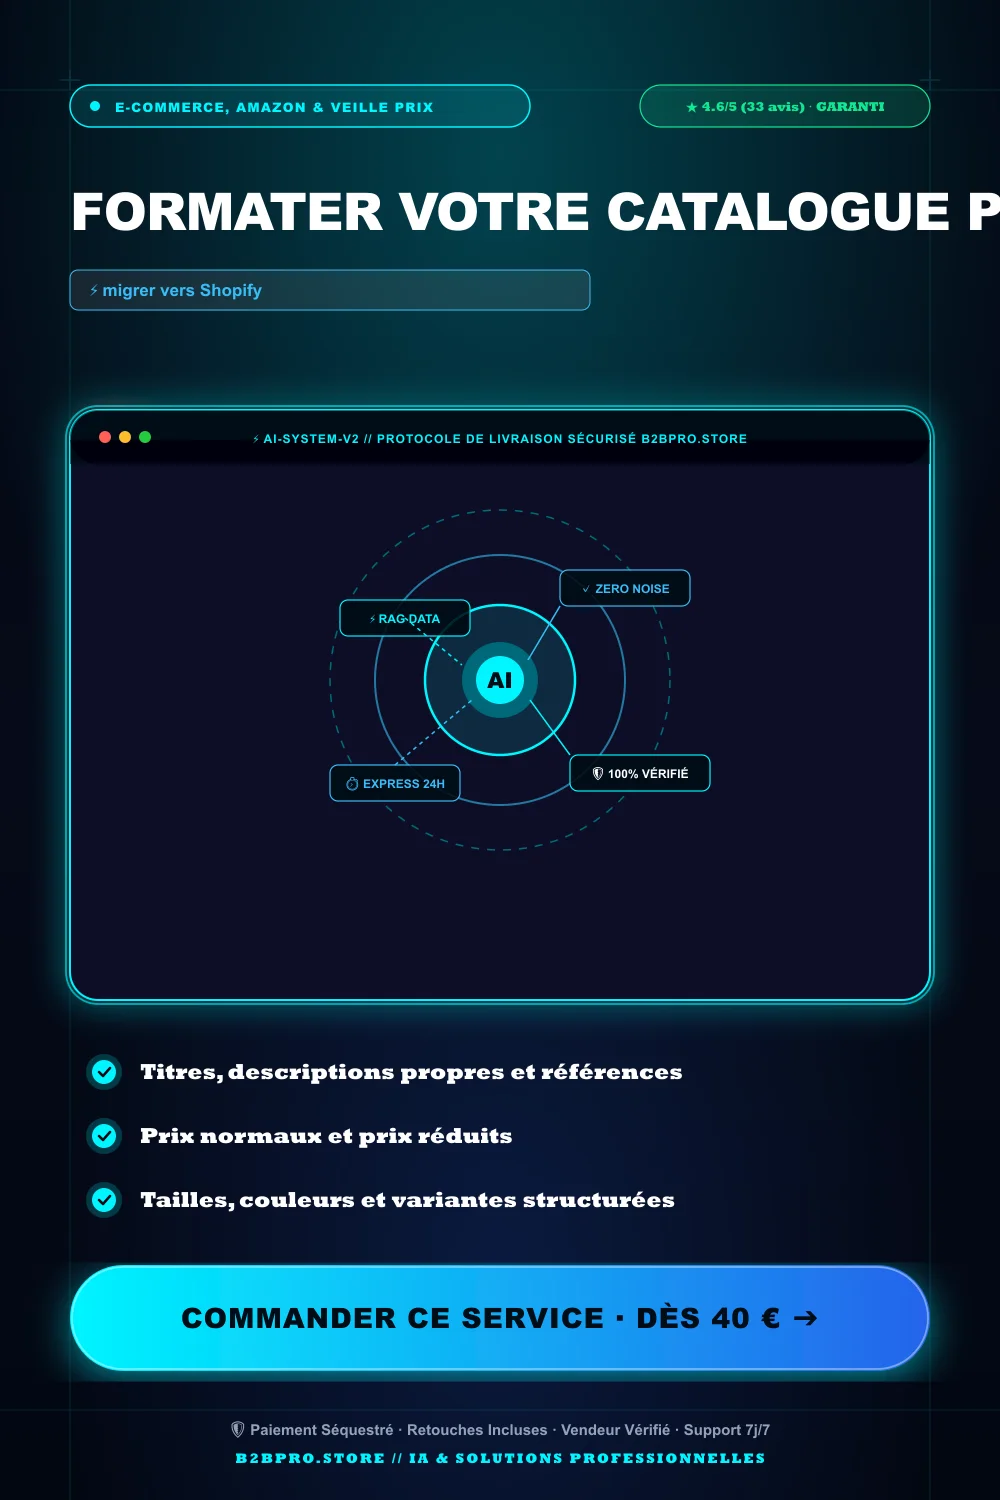 E-COMMERCE, AMAZON & VEILLE PRIX
★ 4.6/5 (33 avis) · GARANTI
FORMATER VOTRE CATALOGUE P
⚡ migrer vers Shopify
⚡ AI-SYSTEM-V2 // PROTOCOLE DE LIVRAISON SÉCURISÉ B2BPRO.STORE
✓ ZERO NOISE
⚡ RAG DATA
AI
🛡 100% VÉRIFIÉ
⏱ EXPRESS 24H
Titres, descriptions propres et références
Prix normaux et prix réduits
Tailles, couleurs et variantes structurées
COMMANDER CE SERVICE · DÈS 40 € ➔
🛡 Paiement Séquestré · Retouches Incluses · Vendeur Vérifié · Support 7j/7
B2BPRO.STORE // IA & SOLUTIONS PROFESSIONNELLES